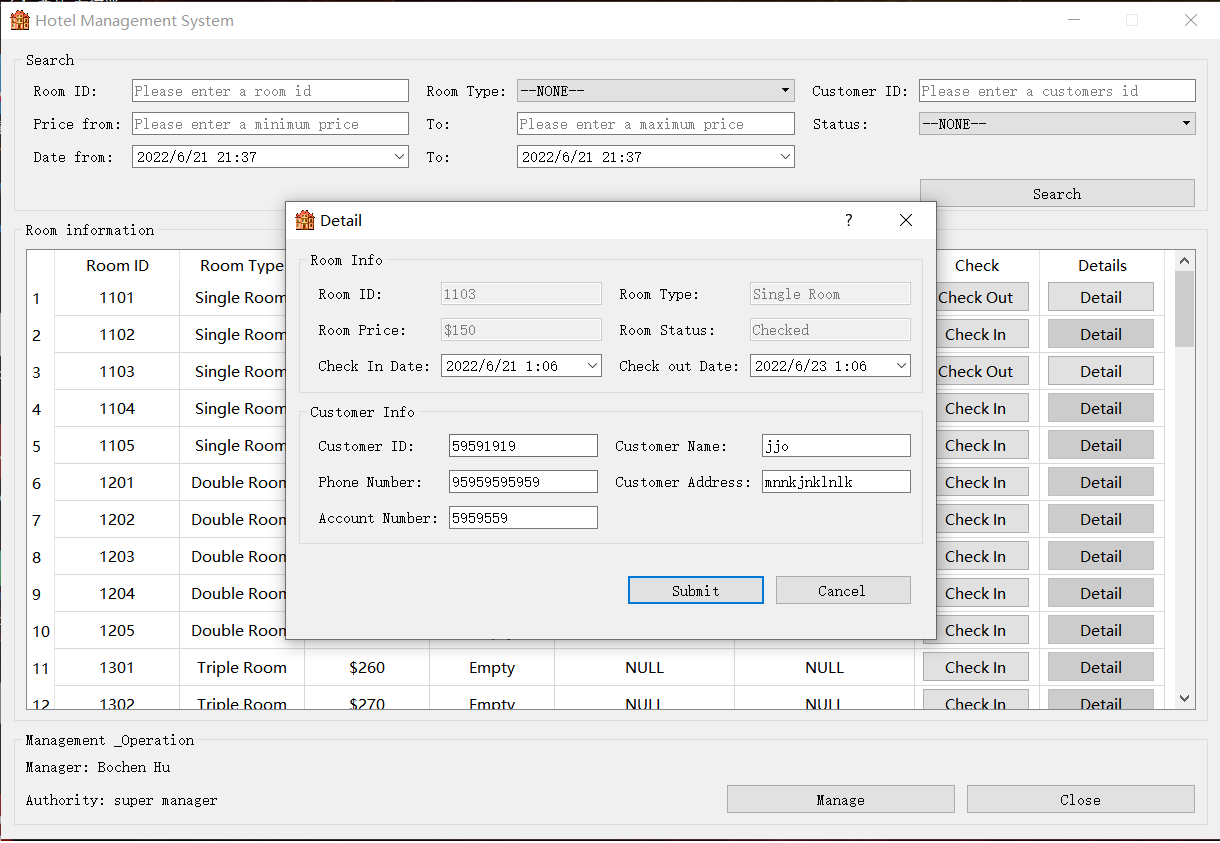 Hotel Management System
Search
Room ID: Please enter a room id Room Type: --NONE-- Customer ID: Please enter a customers id
Price from: Please enter a minimum price To: Please enter a maximum price Status: --NONE--
Date from: 2022/6/21 21:37 To: 2022/6/21 21:37
Search
Detail ?
Room Info
Room ID: 1103 Room Type: Single Room
Room Price: $150 Room Status: Checked
Check In Date: 2022/6/21 1:06 Check out Date: 2022/6/23 1:06
Customer Info
Customer ID: 59591919 Customer Name: jjo
Phone Number: 95959595959 Customer Address: mnnkjnklnlk
Account Number: 5959559
Submit Cancel
Room information
Room ID Room Type Check Details
1 1101 Single Room Check Out Detail
2 1102 Single Room Check In Detail
3 1103 Single Room Check Out Detail
4 1104 Single Room Check In Detail
5 1105 Single Room Check In Detail
6 1201 Double Room Check In Detail
7 1202 Double Room Check In Detail
8 1203 Double Room Check In Detail
9 1204 Double Room Check In Detail
10 1205 Double Room Check In Detail
11 1301 Triple Room $260 Empty NULL NULL Check In Detail
12 1302 Triple Room $270 Empty NULL NULL Check In Detail
Management _Operation
Manager: Bochen Hu
Authority: super manager
Manage Close